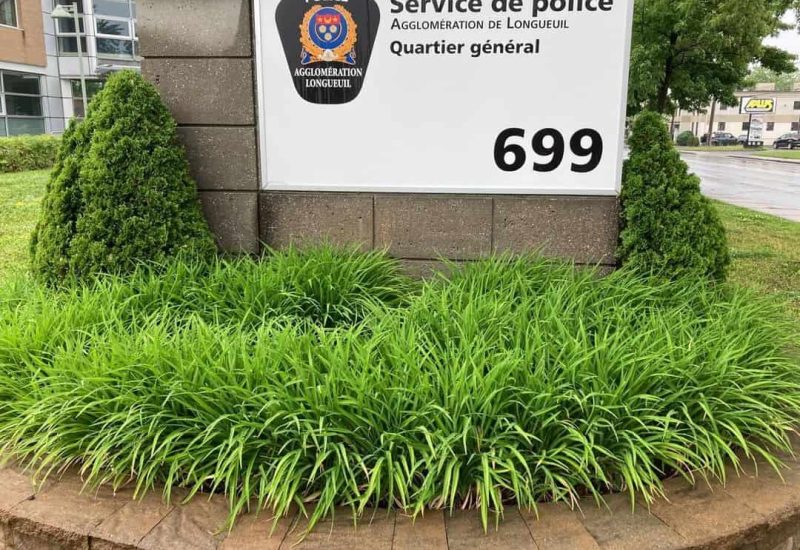 Service de police
AGGLOMÉRATION DE LONGUEUIL
Quartier général
AGGLOMÉRATION
LONGUEUIL
699